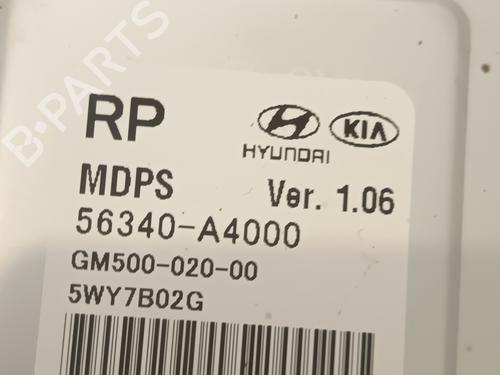 B-PARTS
RP
HYUNDAI
KIA
MDPS Ver. 1.06
56340-A4000
GM500-020-00
5WY7B02G